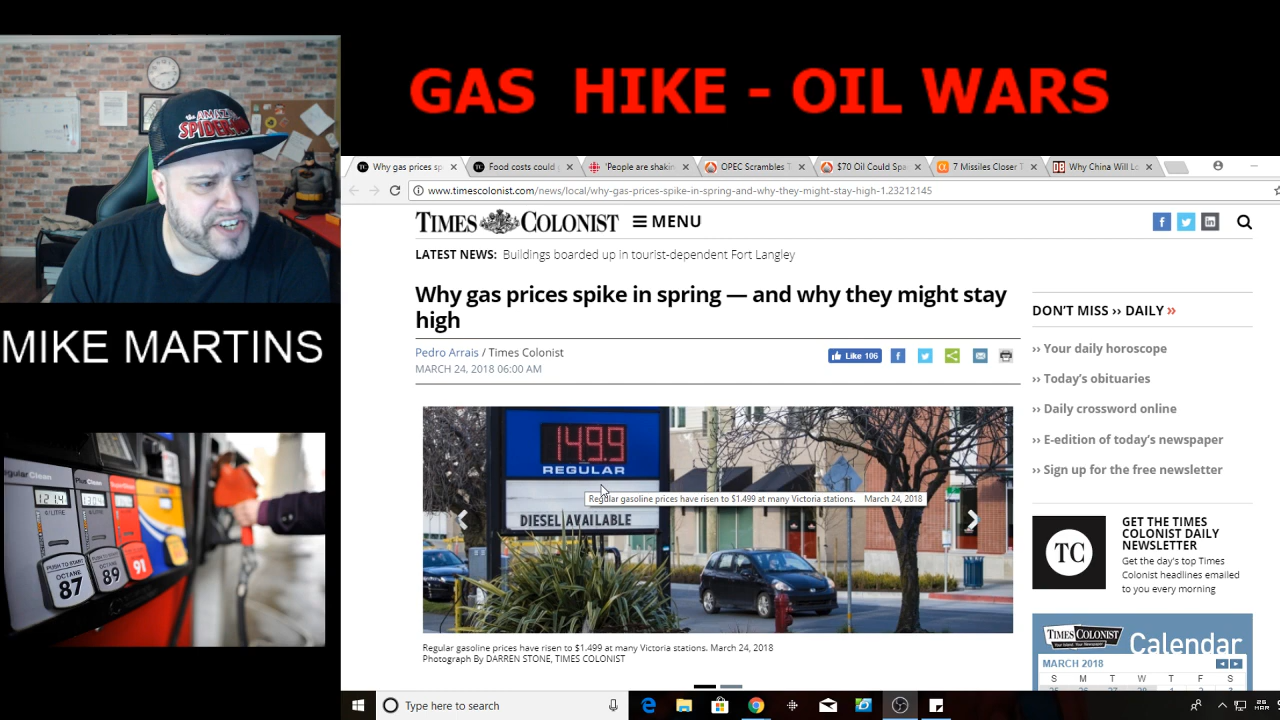 GAS HIKE - OIL WARS
AMAZING
SPIDER-MAN
MIKE MARTINS
Why gas prices sp
Food costs could
'People are shakin
OPEC Scrambles T
$70 Oil Could Spa
7 Missiles Closer T
Why China Will Lo
www.timescolonist.com/news/local/why-gas-prices-spike-in-spring-and-why-they-might-stay-high-1.23212145
TIMES COLONIST
MENU
LATEST NEWS: Buildings boarded up in tourist-dependent Fort Langley
Why gas prices spike in spring — and why they might stay
high
Pedro Arrais / Times Colonist
MARCH 24, 2018 06:00 AM
Like 106
149.9
REGULAR
DIESEL AVAILABLE
Regular gasoline prices have risen to $1.499 at many Victoria stations. March 24, 2018
Regular gasoline prices have risen to $1.499 at many Victoria stations. March 24, 2018
Photograph By DARREN STONE, TIMES COLONIST
DON'T MISS ›› DAILY »
›› Your daily horoscope
›› Today's obituaries
›› Daily crossword online
›› E-edition of today's newspaper
›› Sign up for the free newsletter
TC
GET THE TIMES
COLONIST DAILY
NEWSLETTER
Get the day's top Times
Colonist headlines emailed
to you every morning
TIMES COLONIST
Calendar
MARCH 2018
S M T W T F S
121.4
PUSH TO START
OCTANE
87
89
91
Type here to search